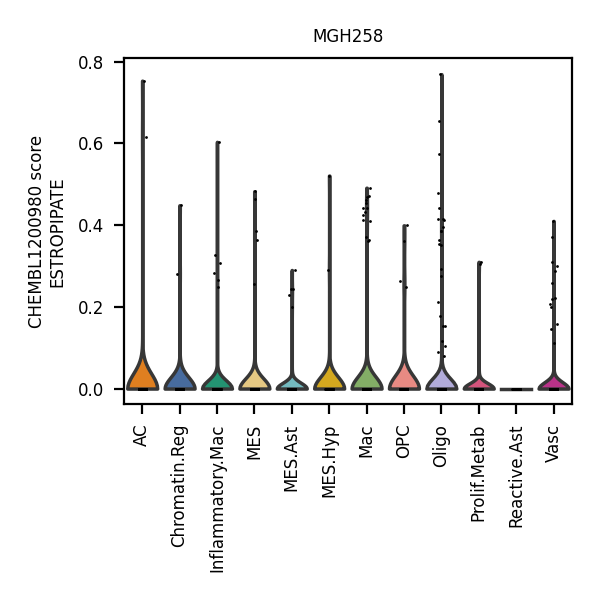 MGH258
CHEMBL1200980 score
ESTROPIPATE
0.8
0.6
0.4
0.2
0.0
AC
Chromatin.Reg
Inflammatory.Mac
MES
MES.Ast
MES.Hyp
Mac
OPC
Oligo
Prolif.Metab
Reactive.Ast
Vasc